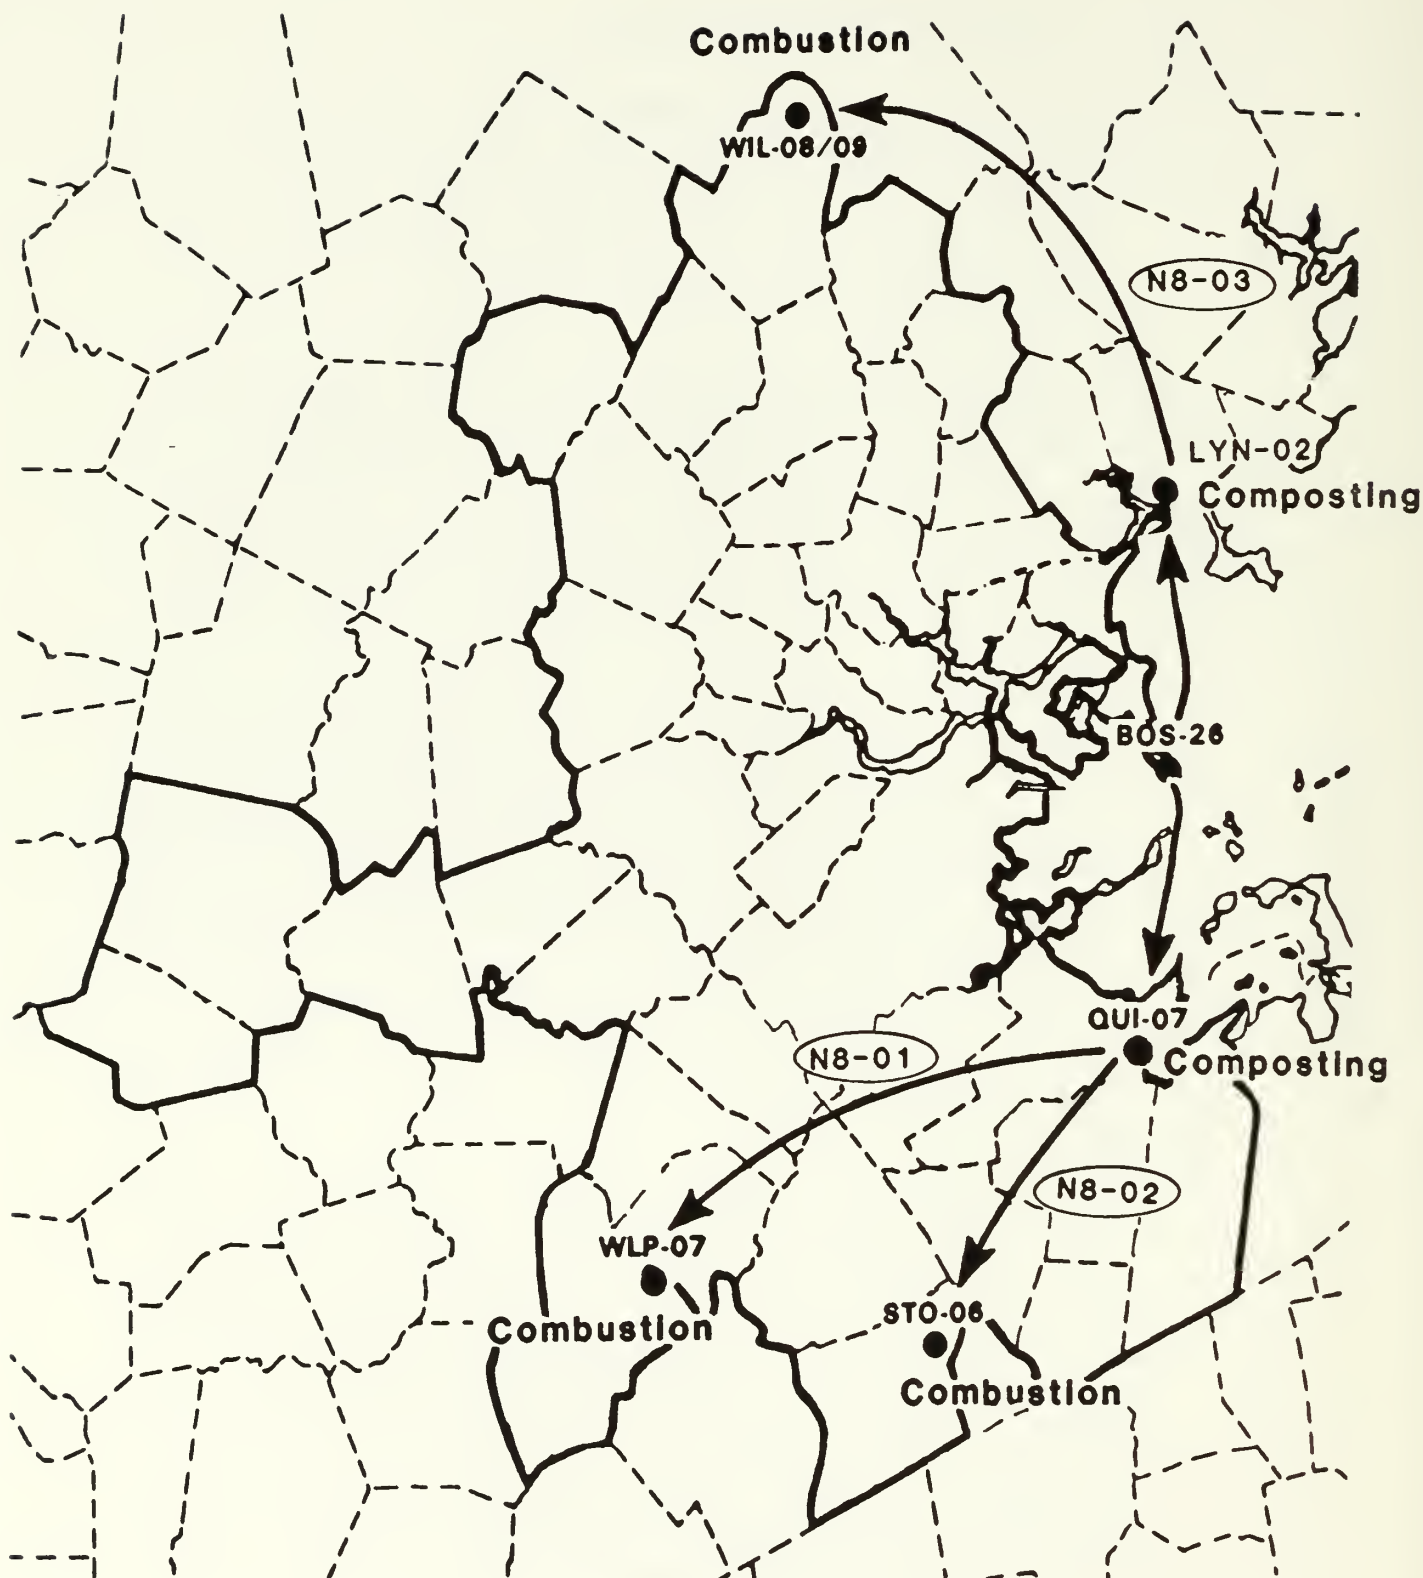 Combustion
WIL-08/09
N8-03
LYN-02
Composting
BOS-26
QUI-07
Composting
N8-01
N8-02
WLP-07
Combustion
STO-06
Combustion